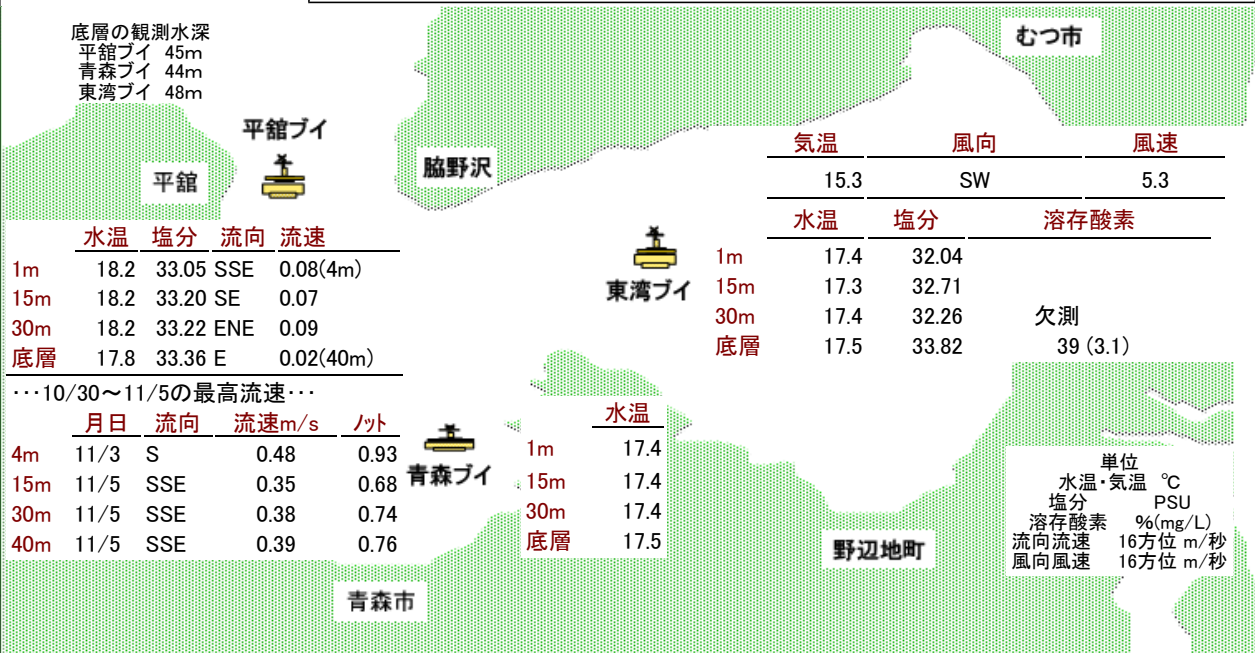 底層の観測水深
平舘ブイ 45m
青森ブイ 44m
東湾ブイ 48m
むつ市
平舘ブイ
脇野沢
平舘
気温 風向 風速
15.3 SW 5.3
水温 塩分 溶存酸素
1m 17.4 32.04
15m 17.3 32.71
30m 17.4 32.26 欠測
底層 17.5 33.82 39 (3.1)
東湾ブイ
水温 塩分 流向 流速
1m 18.2 33.05 SSE 0.08(4m)
15m 18.2 33.20 SE 0.07
30m 18.2 33.22 ENE 0.09
底層 17.8 33.36 E 0.02(40m)
…10/30～11/5の最高流速…
月日 流向 流速m/s ノット
4m 11/3 S 0.48 0.93
15m 11/5 SSE 0.35 0.68
30m 11/5 SSE 0.38 0.74
40m 11/5 SSE 0.39 0.76
青森ブイ
水温
1m 17.4
15m 17.4
30m 17.4
底層 17.5
単位
水温・気温 ℃
塩分 PSU
溶存酸素 %(mg/L)
流向流速 16方位 m/秒
風向風速 16方位 m/秒
野辺地町
青森市